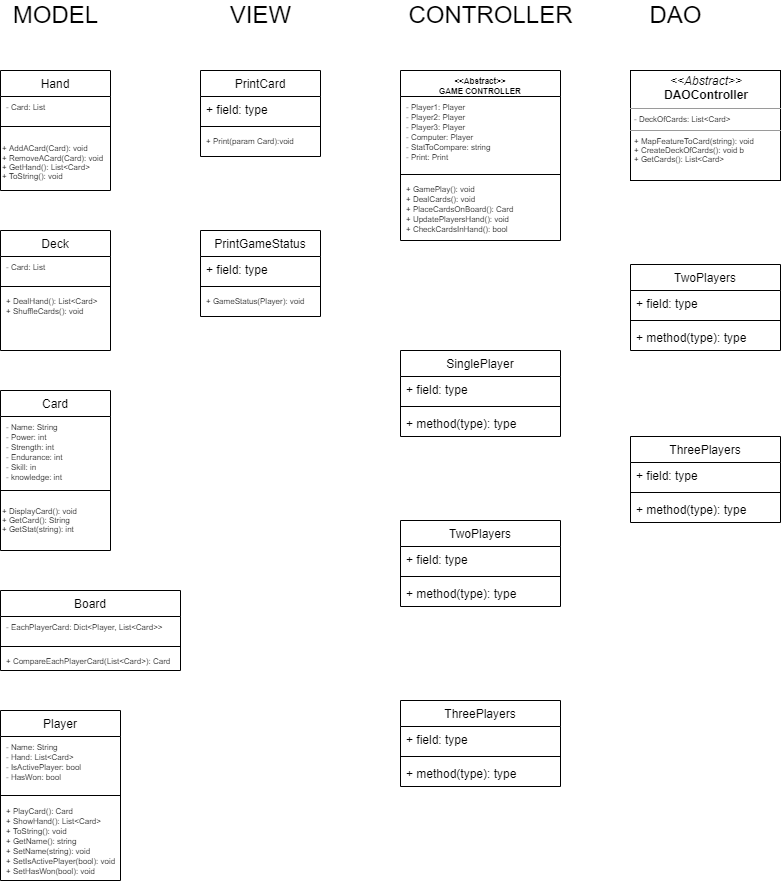 MODEL
VIEW
CONTROLLER
DAO
Hand
- Card: List
+ AddACard(Card): void
+ RemoveACard(Card): void
+ GetHand(): List<Card>
+ ToString(): void
Deck
- Card: List
+ DealHand(): List<Card>
+ ShuffleCards(): void
Card
- Name: String
- Power: int
- Strength: int
- Endurance: int
- Skill: in
- knowledge: int
+ DisplayCard(): void
+ GetCard(): String
+ GetStat(string): int
Board
- EachPlayerCard: Dict<Player, List<Card>>
+ CompareEachPlayerCard(List<Card>): Card
Player
- Name: String
- Hand: List<Card>
- IsActivePlayer: bool
- HasWon: bool
+ PlayCard(): Card
+ ShowHand(): List<Card>
+ ToString(): void
+ GetName(): string
+ SetName(string): void
+ SetIsActivePlayer(bool): void
+ SetHasWon(bool): void
PrintCard
+ field: type
+ Print(param Card):void
PrintGameStatus
+ field: type
+ GameStatus(Player): void
<<Abstract>>
GAME CONTROLLER
- Player1: Player
- Player2: Player
- Player3: Player
- Computer: Player
- StatToCompare: string
- Print: Print
+ GamePlay(): void
+ DealCards(): void
+ PlaceCardsOnBoard(): Card
+ UpdatePlayersHand(): void
+ CheckCardsInHand(): bool
SinglePlayer
+ field: type
+ method(type): type
TwoPlayers
+ field: type
+ method(type): type
ThreePlayers
+ field: type
+ method(type): type
<<Abstract>>
DAOController
- DeckOfCards: List<Card>
+ MapFeatureToCard(string): void
+ CreateDeckOfCards(): void b
+ GetCards(): List<Card>
TwoPlayers
+ field: type
+ method(type): type
ThreePlayers
+ field: type
+ method(type): type